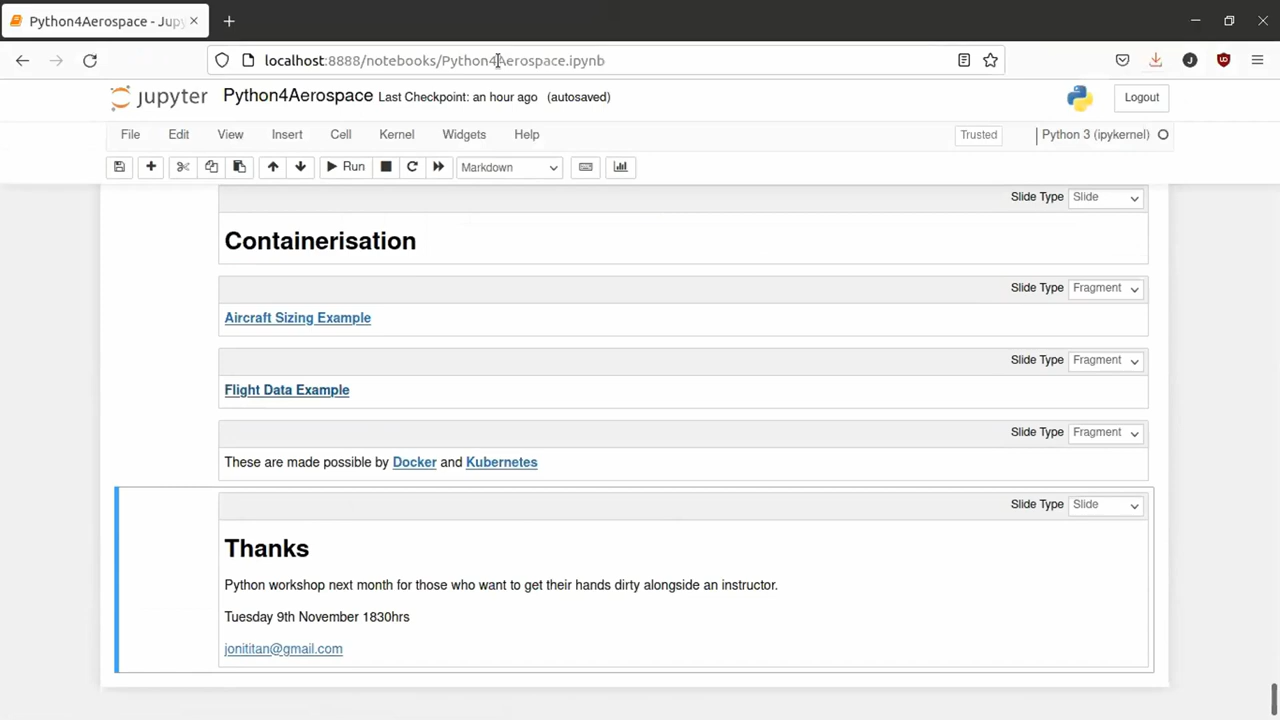 Python4Aerospace - Jupy
localhost:8888/notebooks/Python4Aerospace.ipynb
jupyter Python4Aerospace Last Checkpoint: an hour ago (autosaved) Logout
File Edit View Insert Cell Kernel Widgets Help Trusted Python 3 (ipykernel)
Run Markdown
Slide Type Slide
Containerisation
Slide Type Fragment
Aircraft Sizing Example
Slide Type Fragment
Flight Data Example
Slide Type Fragment
These are made possible by Docker and Kubernetes
Slide Type Slide
Thanks
Python workshop next month for those who want to get their hands dirty alongside an instructor.
Tuesday 9th November 1830hrs
jonititan@gmail.com